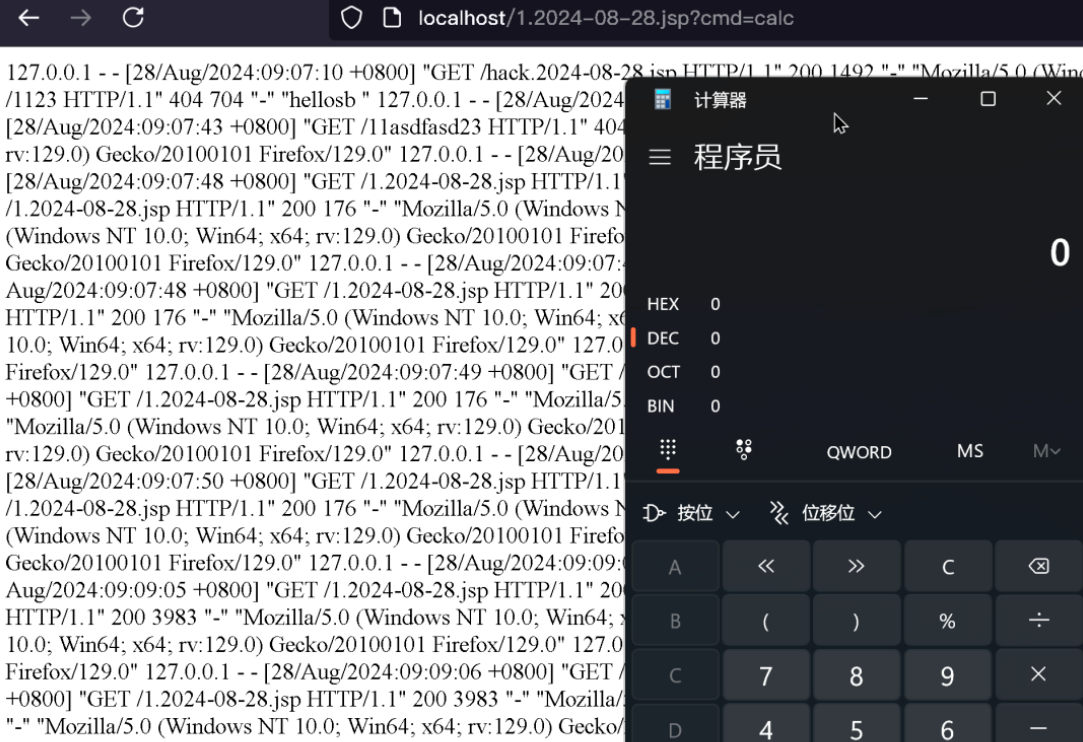 localhost/1.2024-08-28.jsp?cmd=calc
127.0.0.1 - - [28/Aug/2024:09:07:10 +0800] "GET /hack.2024-08-28.jsp HTTP/1.1" 200 1492 "-" "Mozilla/5.0 (Wind
/1123 HTTP/1.1" 404 704 "-" "hellosb " 127.0.0.1 - - [28/Aug/2024
[28/Aug/2024:09:07:43 +0800] "GET /11asdfasd23 HTTP/1.1" 404
rv:129.0) Gecko/20100101 Firefox/129.0" 127.0.0.1 - - [28/Aug/20
[28/Aug/2024:09:07:48 +0800] "GET /1.2024-08-28.jsp HTTP/1.1"
/1.2024-08-28.jsp HTTP/1.1" 200 176 "-" "Mozilla/5.0 (Windows N
(Windows NT 10.0; Win64; x64; rv:129.0) Gecko/20100101 Firefo
Gecko/20100101 Firefox/129.0" 127.0.0.1 - - [28/Aug/2024:09:07:
Aug/2024:09:07:48 +0800] "GET /1.2024-08-28.jsp HTTP/1.1" 20
HTTP/1.1" 200 176 "-" "Mozilla/5.0 (Windows NT 10.0; Win64; x6
10.0; Win64; x64; rv:129.0) Gecko/20100101 Firefox/129.0" 127.0
Firefox/129.0" 127.0.0.1 - - [28/Aug/2024:09:07:49 +0800] "GET /
+0800] "GET /1.2024-08-28.jsp HTTP/1.1" 200 176 "-" "Mozilla/5.
"Mozilla/5.0 (Windows NT 10.0; Win64; x64; rv:129.0) Gecko/201
rv:129.0) Gecko/20100101 Firefox/129.0" 127.0.0.1 - - [28/Aug/20
[28/Aug/2024:09:07:50 +0800] "GET /1.2024-08-28.jsp HTTP/1.1"
/1.2024-08-28.jsp HTTP/1.1" 200 176 "-" "Mozilla/5.0 (Windows N
(Windows NT 10.0; Win64; x64; rv:129.0) Gecko/20100101 Firefo
Gecko/20100101 Firefox/129.0" 127.0.0.1 - - [28/Aug/2024:09:09:
Aug/2024:09:09:05 +0800] "GET /1.2024-08-28.jsp HTTP/1.1" 20
HTTP/1.1" 200 3983 "-" "Mozilla/5.0 (Windows NT 10.0; Win64;
10.0; Win64; x64; rv:129.0) Gecko/20100101 Firefox/129.0" 127.0
Firefox/129.0" 127.0.0.1 - - [28/Aug/2024:09:09:06 +0800] "GET /
+0800] "GET /1.2024-08-28.jsp HTTP/1.1" 200 3983 "-" "Mozilla/
"-" "Mozilla/5.0 (Windows NT 10.0; Win64; x64; rv:129.0) Gecko/
计算器
程序员
0
HEX 0
DEC 0
OCT 0
BIN 0
QWORD MS M
按位 位移位
A « » C
B ( ) % ÷
C 7 8 9 ×
D 4 5 6 −